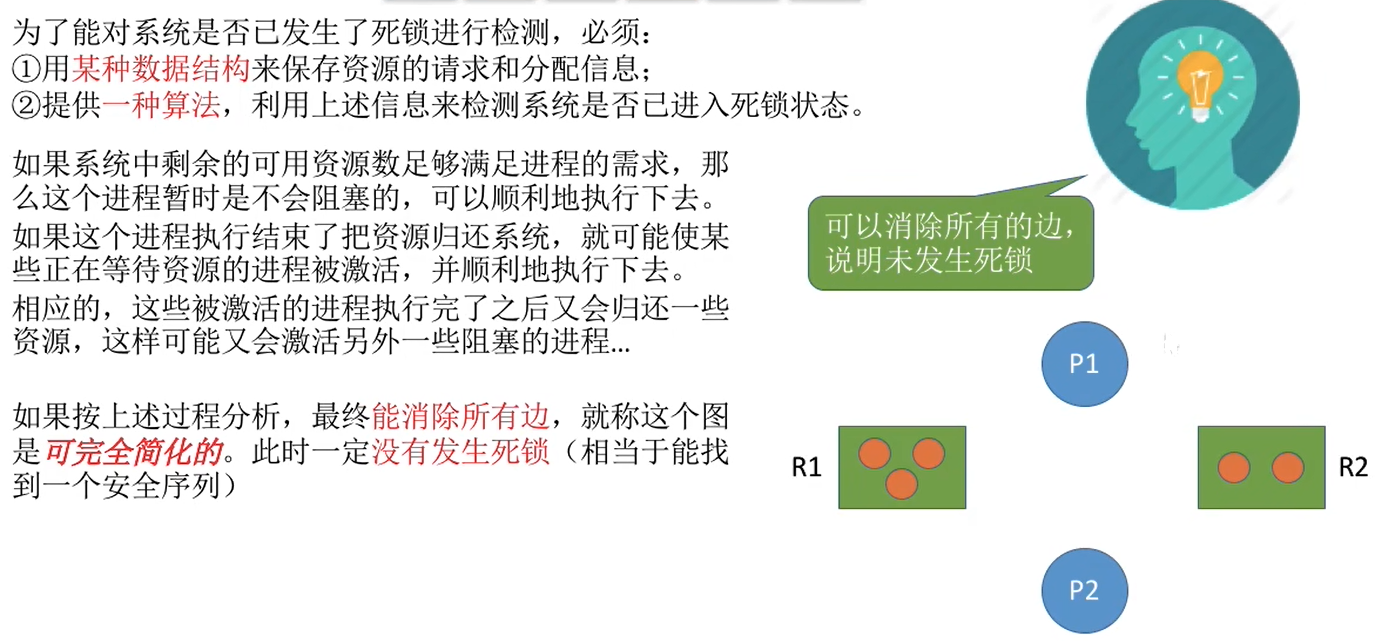 为了能对系统是否已发生了死锁进行检测，必须：
①用某种数据结构来保存资源的请求和分配信息；
②提供一种算法，利用上述信息来检测系统是否已进入死锁状态。
如果系统中剩余的可用资源数足够满足进程的需求，那
么这个进程暂时是不会阻塞的，可以顺利地执行下去。
如果这个进程执行结束了把资源归还系统，就可能使某
些正在等待资源的进程被激活，并顺利地执行下去。
相应的，这些被激活的进程执行完了之后又会归还一些
资源，这样可能又会激活另外一些阻塞的进程...
如果按上述过程分析，最终能消除所有边，就称这个图
是可完全简化的。此时一定没有发生死锁（相当于能找
到一个安全序列）
可以消除所有的边，
说明未发生死锁
P1
R1
R2
P2